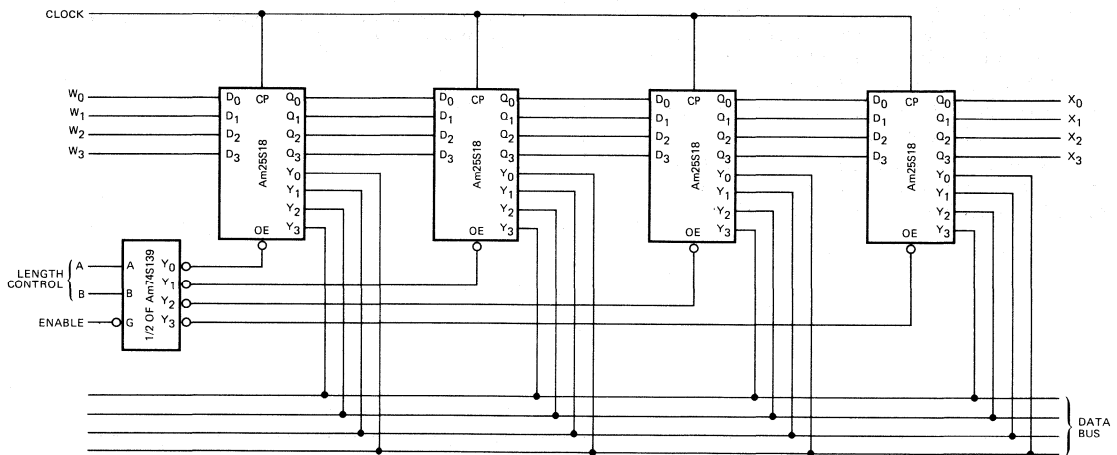 CLOCK
W0
W1
W2
W3
D0
D1
D2
D3
CP
Am25S18
OE
Q0
Q1
Q2
Q3
Y0
Y1
Y2
Y3
D0
D1
D2
D3
CP
Am25S18
OE
Q0
Q1
Q2
Q3
Y0
Y1
Y2
Y3
D0
D1
D2
D3
CP
Am25S18
OE
Q0
Q1
Q2
Q3
Y0
Y1
Y2
Y3
D0
D1
D2
D3
CP
Am25S18
OE
Q0
Q1
Q2
Q3
Y0
Y1
Y2
Y3
X0
X1
X2
X3
LENGTH
CONTROL
A
B
ENABLE
A
B
G
1/2 OF Am74S139
Y0
Y1
Y2
Y3
DATA
BUS